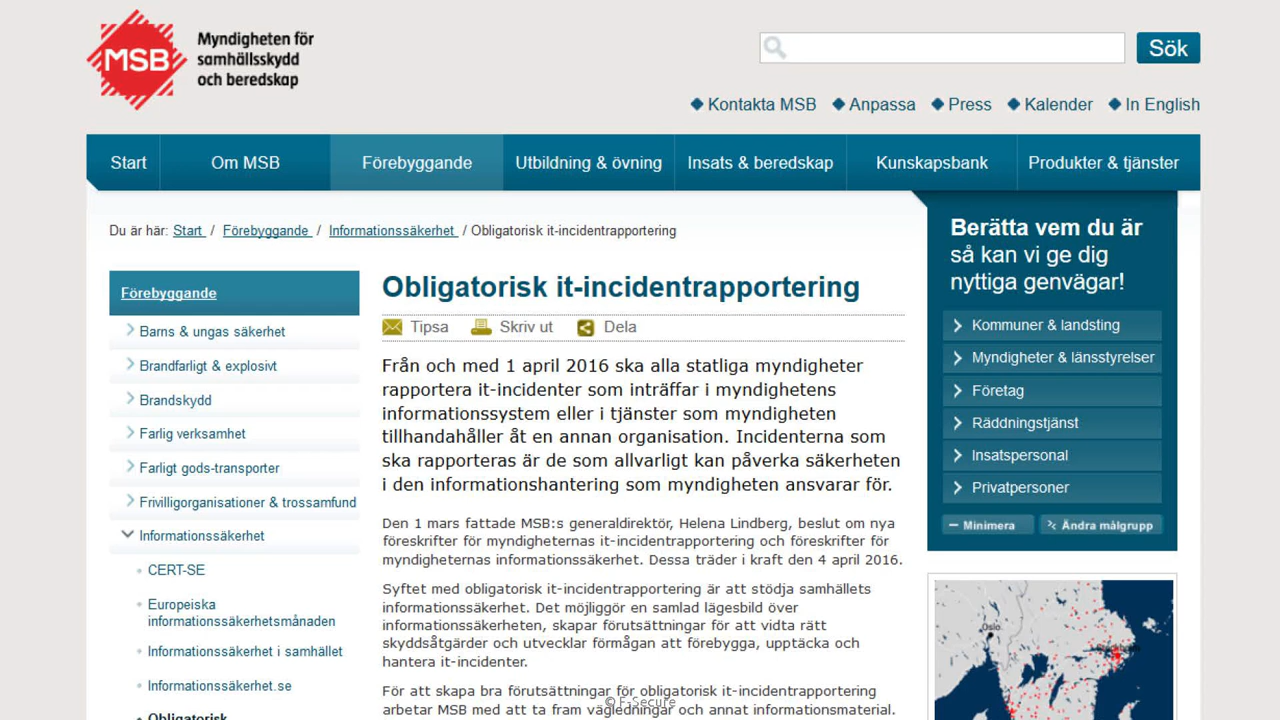 MSB
Myndigheten för
samhällsskydd
och beredskap
Sök
Kontakta MSB
Anpassa
Press
Kalender
In English
Start
Om MSB
Förebyggande
Utbildning & övning
Insats & beredskap
Kunskapsbank
Produkter & tjänster
Du är här: Start / Förebyggande / Informationssäkerhet / Obligatorisk it-incidentrapportering
Förebyggande
Barns & ungas säkerhet
Brandfarligt & explosivt
Brandskydd
Farlig verksamhet
Farligt gods-transporter
Frivilligorganisationer & trossamfund
Informationssäkerhet
CERT-SE
Europeiska
informationssäkerhetsmånaden
Informationssäkerhet i samhället
Informationssäkerhet.se
Obligatorisk
Obligatorisk it-incidentrapportering
Tipsa
Skriv ut
Dela
Från och med 1 april 2016 ska alla statliga myndigheter
rapportera it-incidenter som inträffar i myndighetens
informationssystem eller i tjänster som myndigheten
tillhandahåller åt en annan organisation. Incidenterna som
ska rapporteras är de som allvarligt kan påverka säkerheten
i den informationshantering som myndigheten ansvarar för.
Den 1 mars fattade MSB:s generaldirektör, Helena Lindberg, beslut om nya
föreskrifter för myndigheternas it-incidentrapportering och föreskrifter för
myndigheternas informationssäkerhet. Dessa träder i kraft den 4 april 2016.
Syftet med obligatorisk it-incidentrapportering är att stödja samhällets
informationssäkerhet. Det möjliggör en samlad lägesbild över
informationssäkerheten, skapar förutsättningar för att vidta rätt
skyddsåtgärder och utvecklar förmågan att förebygga, upptäcka och
hantera it-incidenter.
För att skapa bra förutsättningar för obligatorisk it-incidentrapportering
arbetar MSB med att ta fram vägledningar och annat informationsmaterial.
© F-Secure
Berätta vem du är
så kan vi ge dig
nyttiga genvägar!
Kommuner & landsting
Myndigheter & länsstyrelser
Företag
Räddningstjänst
Insatspersonal
Privatpersoner
Minimera
Ändra målgrupp
Oslo
Stockholm